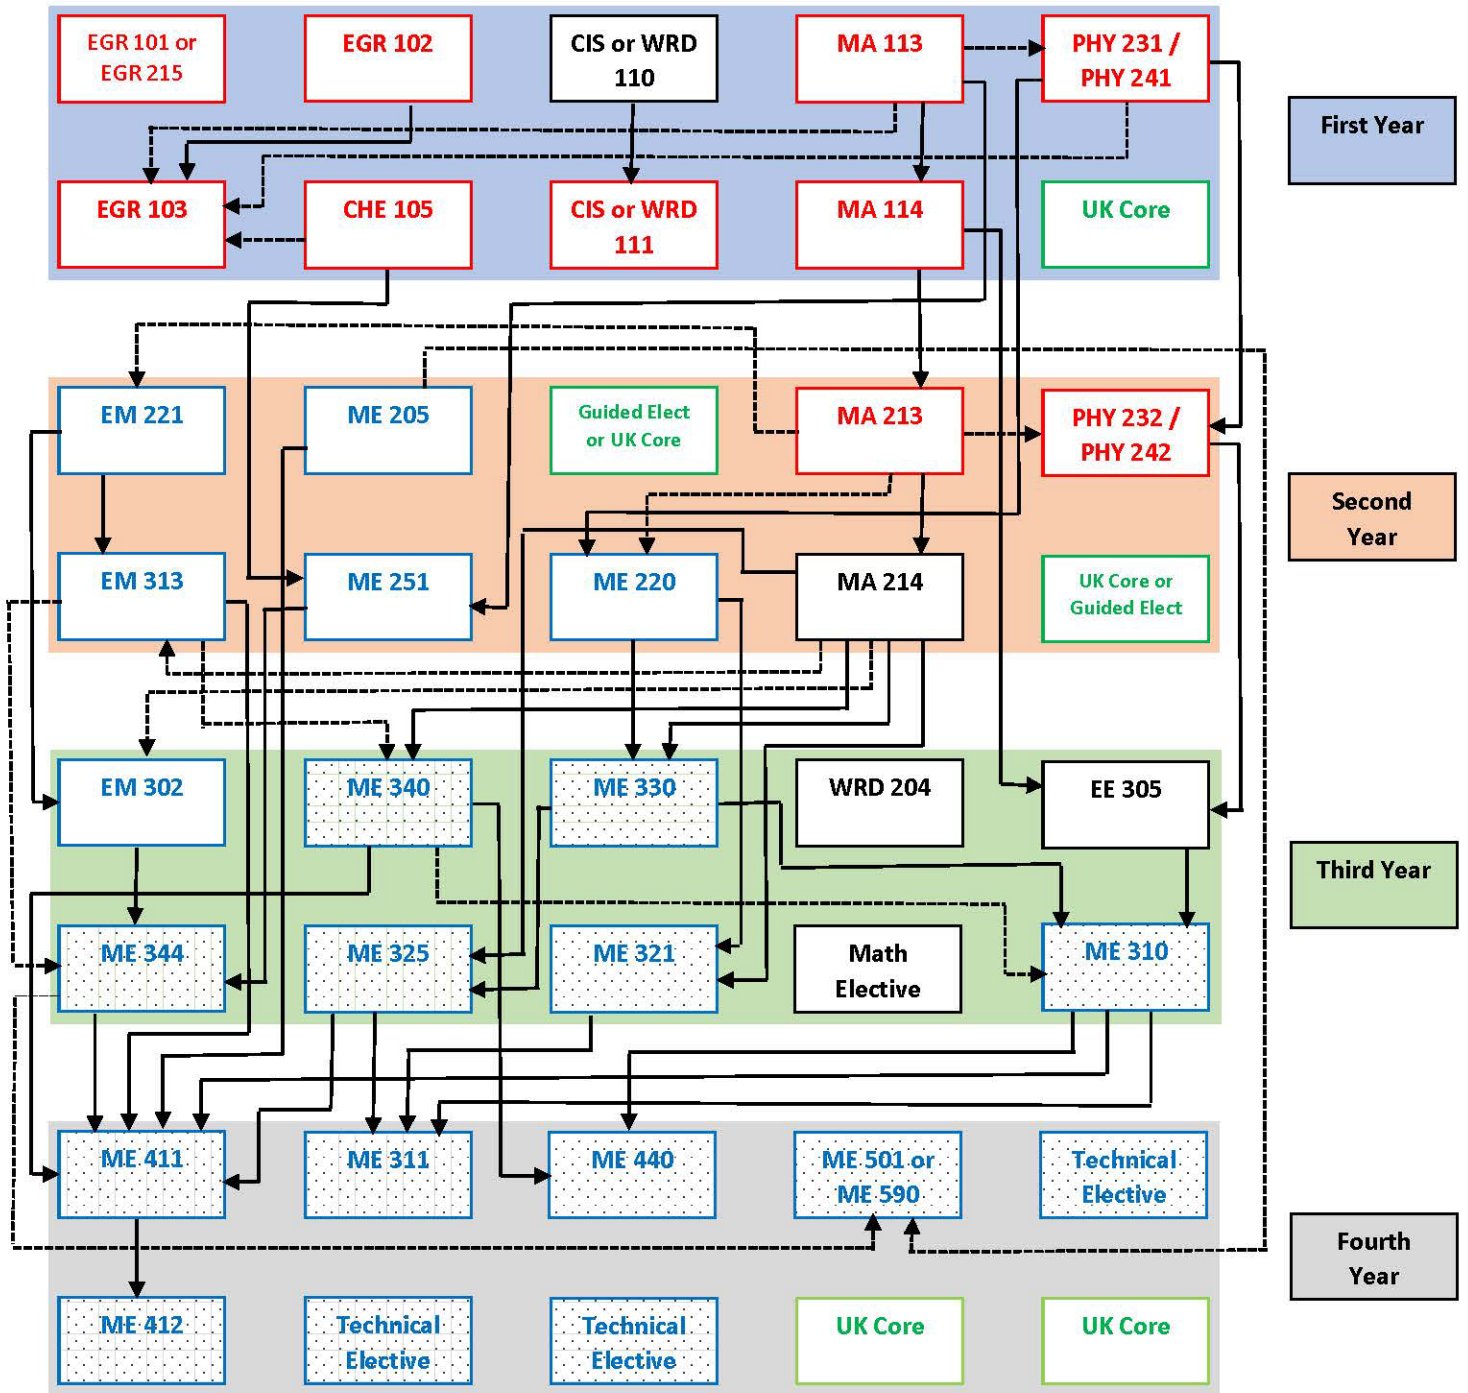 EGR 101 or
EGR 215
EGR 102
CIS or WRD
110
MA 113
PHY 231 /
PHY 241
First Year
EGR 103
CHE 105
CIS or WRD
111
MA 114
UK Core
EM 221
ME 205
Guided Elect
or UK Core
MA 213
PHY 232 /
PHY 242
Second
Year
EM 313
ME 251
ME 220
MA 214
UK Core or
Guided Elect
EM 302
ME 340
ME 330
WRD 204
EE 305
Third Year
ME 344
ME 325
ME 321
Math
Elective
ME 310
ME 411
ME 311
ME 440
ME 501 or
ME 590
Technical
Elective
Fourth
Year
ME 412
Technical
Elective
Technical
Elective
UK Core
UK Core